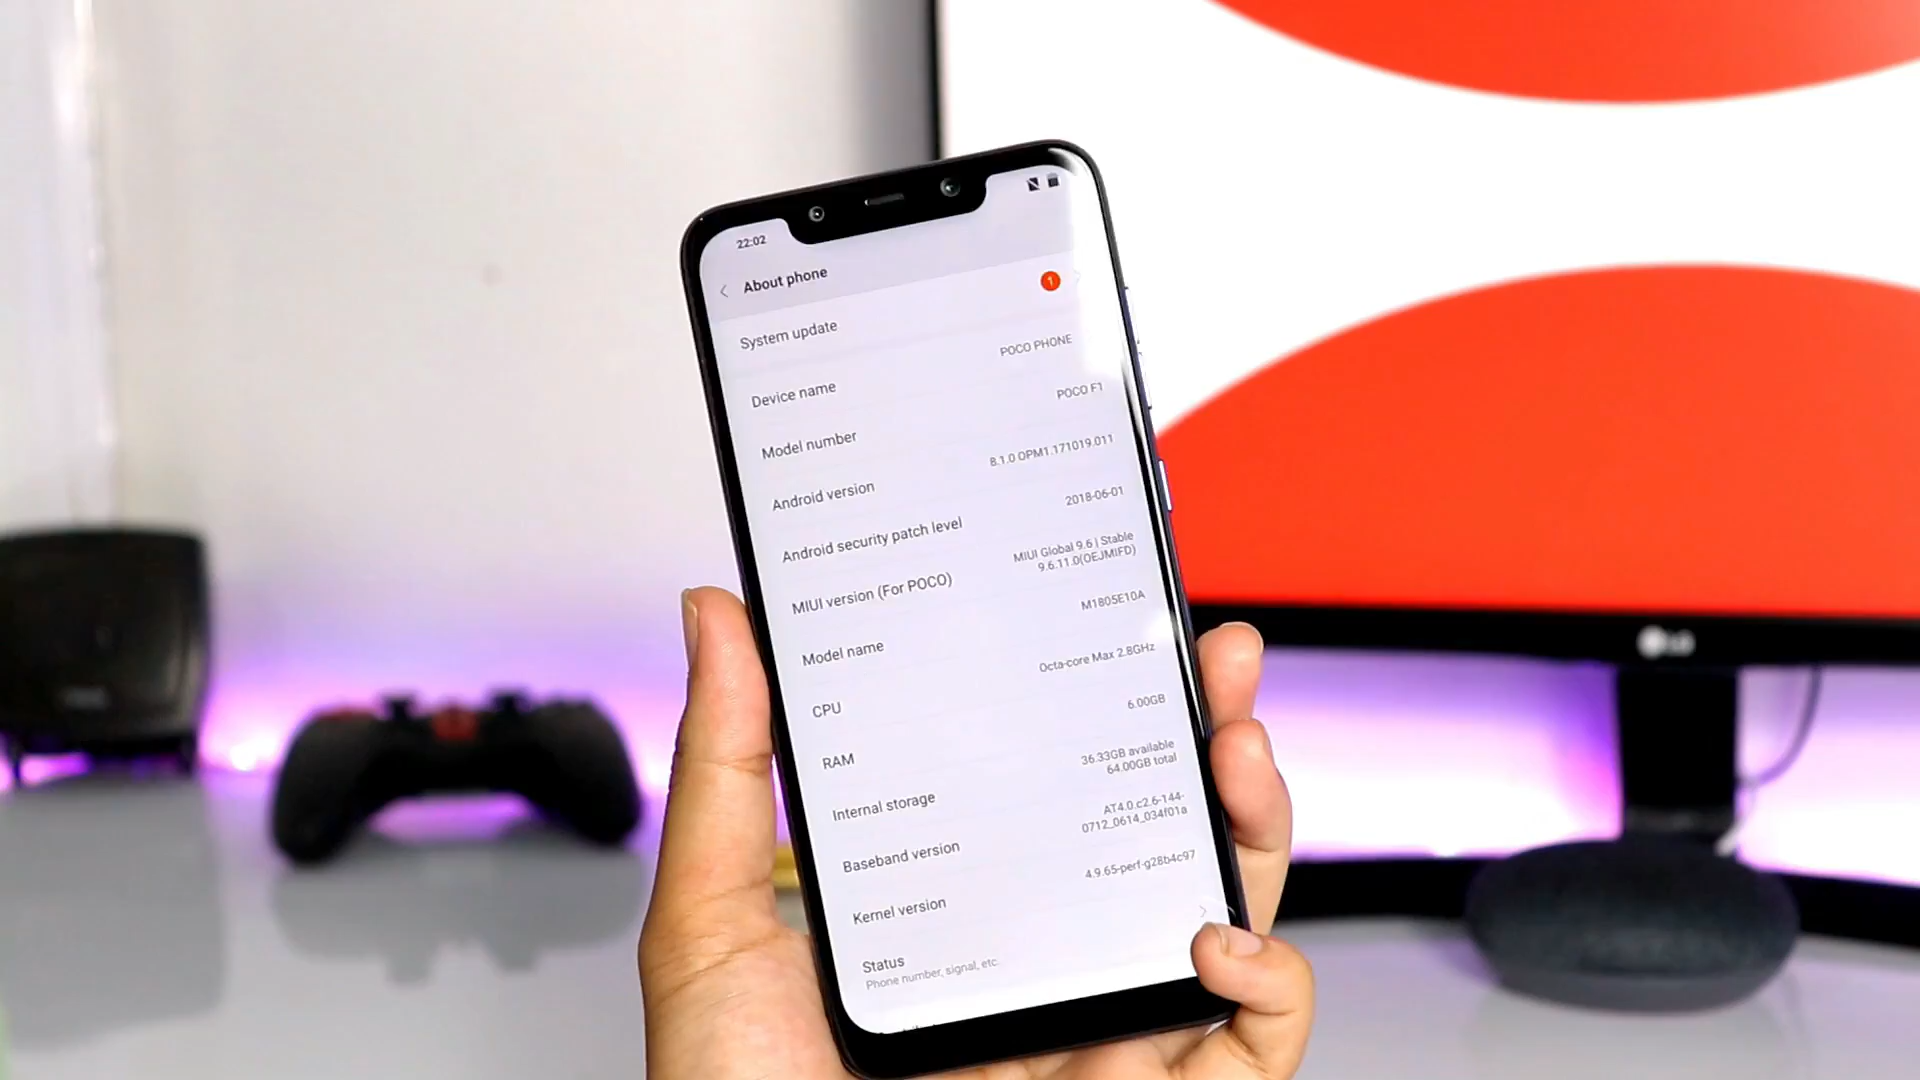 22:02
About phone
System update
1
Device name
POCO PHONE
Model number
POCO F1
Android version
8.1.0 OPM1.171019.011
Android security patch level
2018-06-01
MIUI version (For POCO)
MIUI Global 9.6 | Stable
9.6.11.0(OEJMIFD)
Model name
M1805E10A
CPU
Octa-core Max 2.8GHz
RAM
6.00GB
Internal storage
36.33GB available
64.00GB total
Baseband version
AT4.0.c2.6-144-
0712_0614_034f01a
Kernel version
4.9.65-perf-g28b4c97
Status
Phone number, signal, etc.
LG